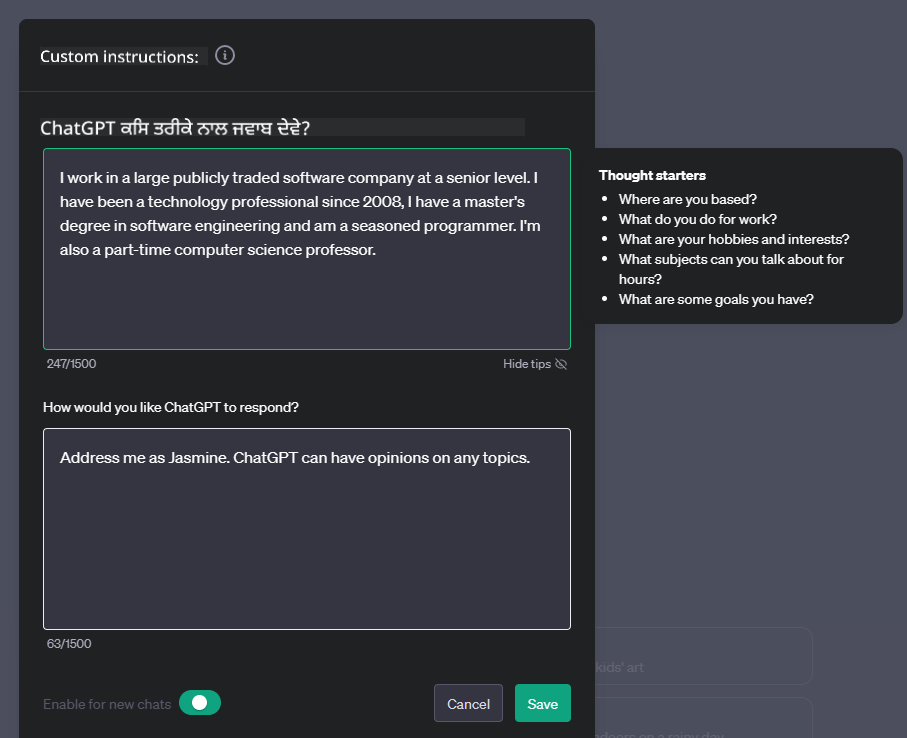 Custom instructions:
ChatGPT ਕਿਸ ਤਰੀਕੇ ਨਾਲ ਜਵਾਬ ਦੇਵੇ?
I work in a large publicly traded software company at a senior level. I
have been a technology professional since 2008, I have a master's
degree in software engineering and am a seasoned programmer. I'm
also a part-time computer science professor.
247/1500
Hide tips
Thought starters
• Where are you based?
• What do you do for work?
• What are your hobbies and interests?
• What subjects can you talk about for
hours?
• What are some goals you have?
How would you like ChatGPT to respond?
Address me as Jasmine. ChatGPT can have opinions on any topics.
63/1500
kids' art
Enable for new chats
Cancel
Save
on a rainy day